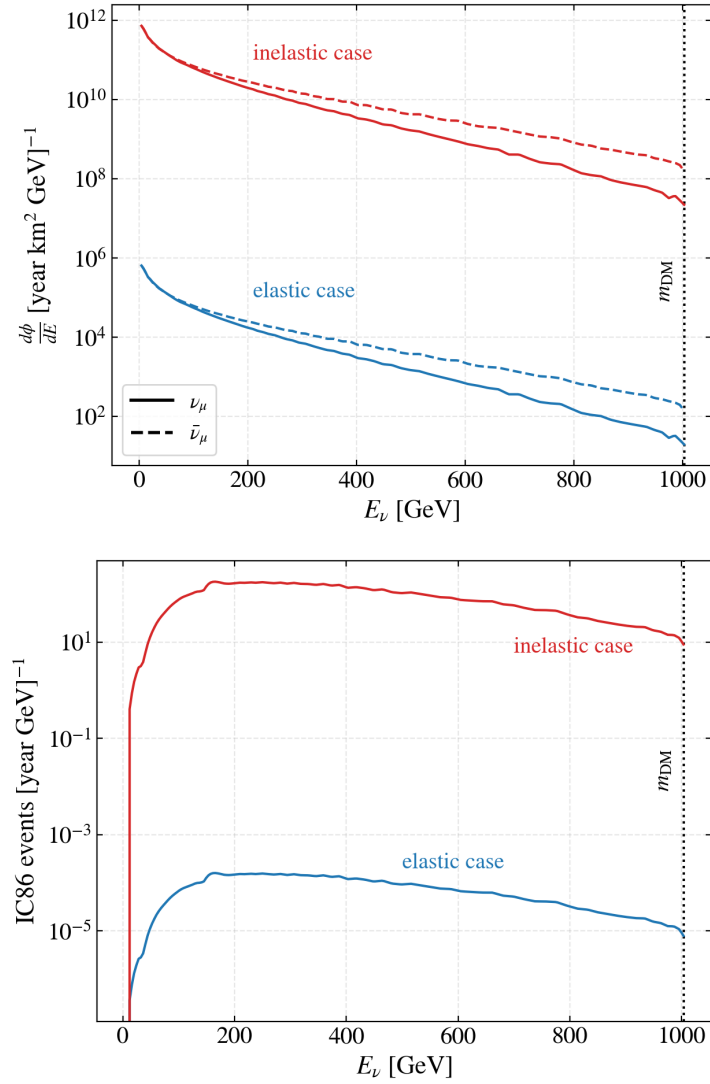 10^12
10^10
10^8
10^6
10^4
10^2
dϕ/dE [year km^2 GeV]^−1
inelastic case
elastic case
m_DM
ν_μ
ν̄_μ
0 200 400 600 800 1000
E_ν [GeV]
10^1
10^−1
10^−3
10^−5
IC86 events [year GeV]^−1
inelastic case
elastic case
m_DM
0 200 400 600 800 1000
E_ν [GeV]